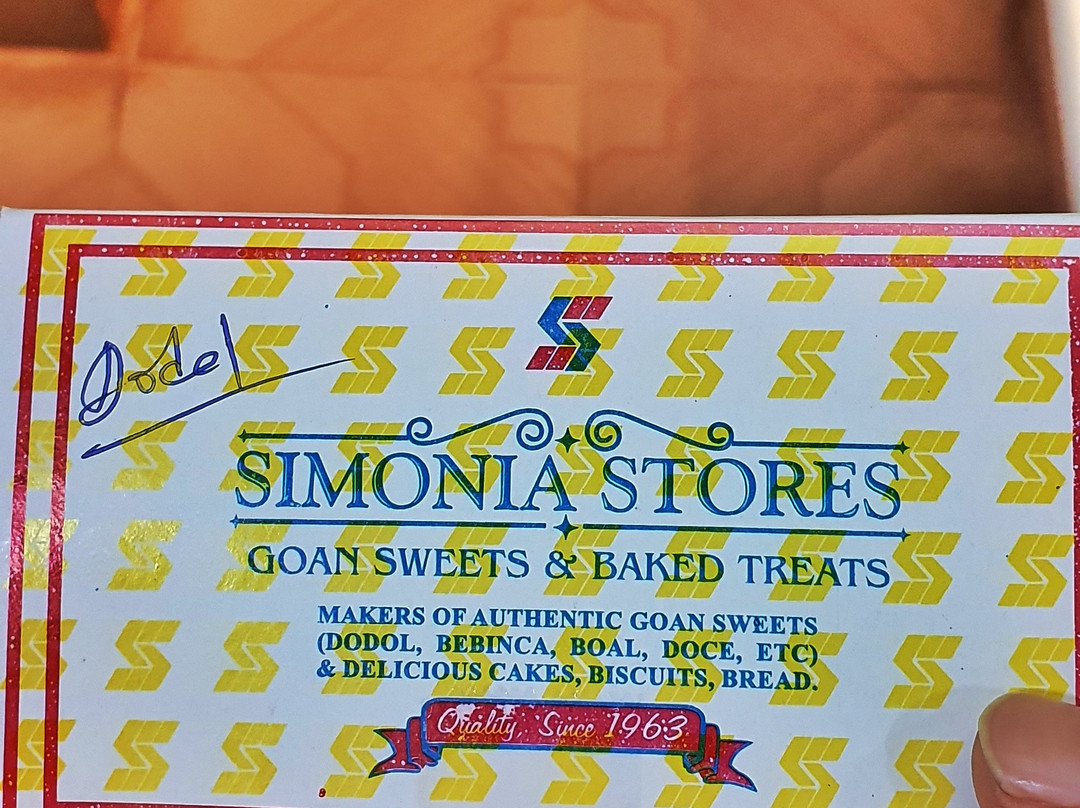 Dodel
SIMONIA STORES
GOAN SWEETS & BAKED TREATS
MAKERS OF AUTHENTIC GOAN SWEETS
(DODOL, BEBINCA, BOAL, DOCE, ETC)
& DELICIOUS CAKES, BISCUITS, BREAD.
Quality, Since 1963